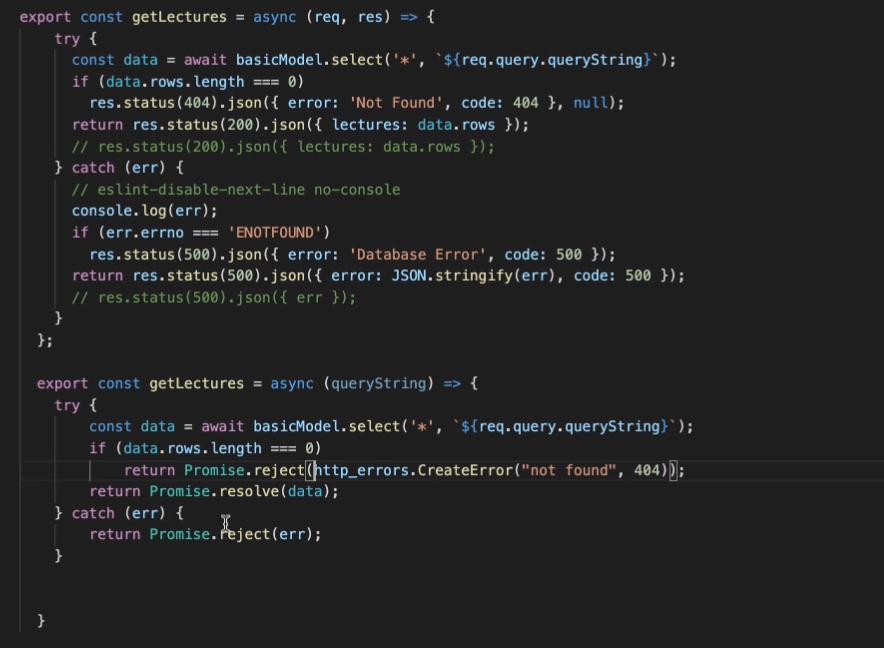 export const getLectures = async (req, res) => {
try {
const data = await basicModel.select('*', `${req.query.queryString}`);
if (data.rows.length === 0)
res.status(404).json({ error: 'Not Found', code: 404 }, null);
return res.status(200).json({ lectures: data.rows });
// res.status(200).json({ lectures: data.rows });
} catch (err) {
// eslint-disable-next-line no-console
console.log(err);
if (err.errno === 'ENOTFOUND')
res.status(500).json({ error: 'Database Error', code: 500 });
return res.status(500).json({ error: JSON.stringify(err), code: 500 });
// res.status(500).json({ err });
}
};
export const getLectures = async (queryString) => {
try {
const data = await basicModel.select('*', `${req.query.queryString}`);
if (data.rows.length === 0)
return Promise.reject(http_errors.CreateError("not found", 404));
return Promise.resolve(data);
} catch (err) {
return Promise.reject(err);
}
}